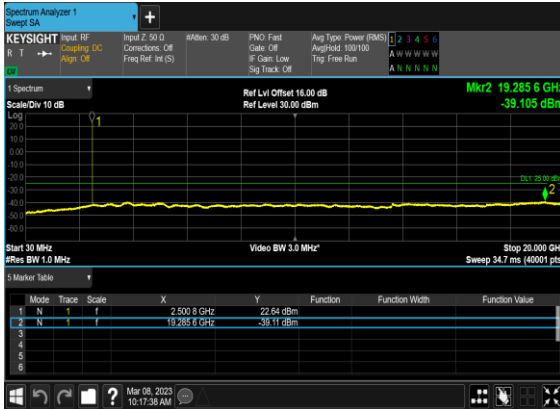 Spectrum Analyzer 1
Swept SA
+
KEYSIGHT Input: RF Input Z: 50 Ω #Atten: 30 dB PNO: Fast Avg Type: Power (RMS) 1 2 3 4 5 6
R T Coupling: DC Corrections: Off Gate: Off Avg|Hold: 100/100 A W W W W W
Align: Off Freq Ref: Int (S) IF Gain: Low Trig: Free Run
Sig Track: Off A N N N N N
1 Spectrum Ref Lvl Offset 16.00 dB Mkr2 19.285 6 GHz
Scale/Div 10 dB Ref Level 30.00 dBm -39.105 dBm
Log
20.0
10.0
0.00
-10.0
-20.0
-30.0
-40.0
-50.0
-60.0
1
DL1 25.00 dBm
2
Start 30 MHz Video BW 3.0 MHz* Stop 20.000 GHz
#Res BW 1.0 MHz Sweep 34.7 ms (40001 pts)
5 Marker Table
Mode Trace Scale X Y Function Function Width Function Value
1 N 1 f 2.500 8 GHz 22.64 dBm
2 N 1 f 19.285 6 GHz -39.11 dBm
3
4
5
6
? Mar 08, 2023
10:17:38 AM